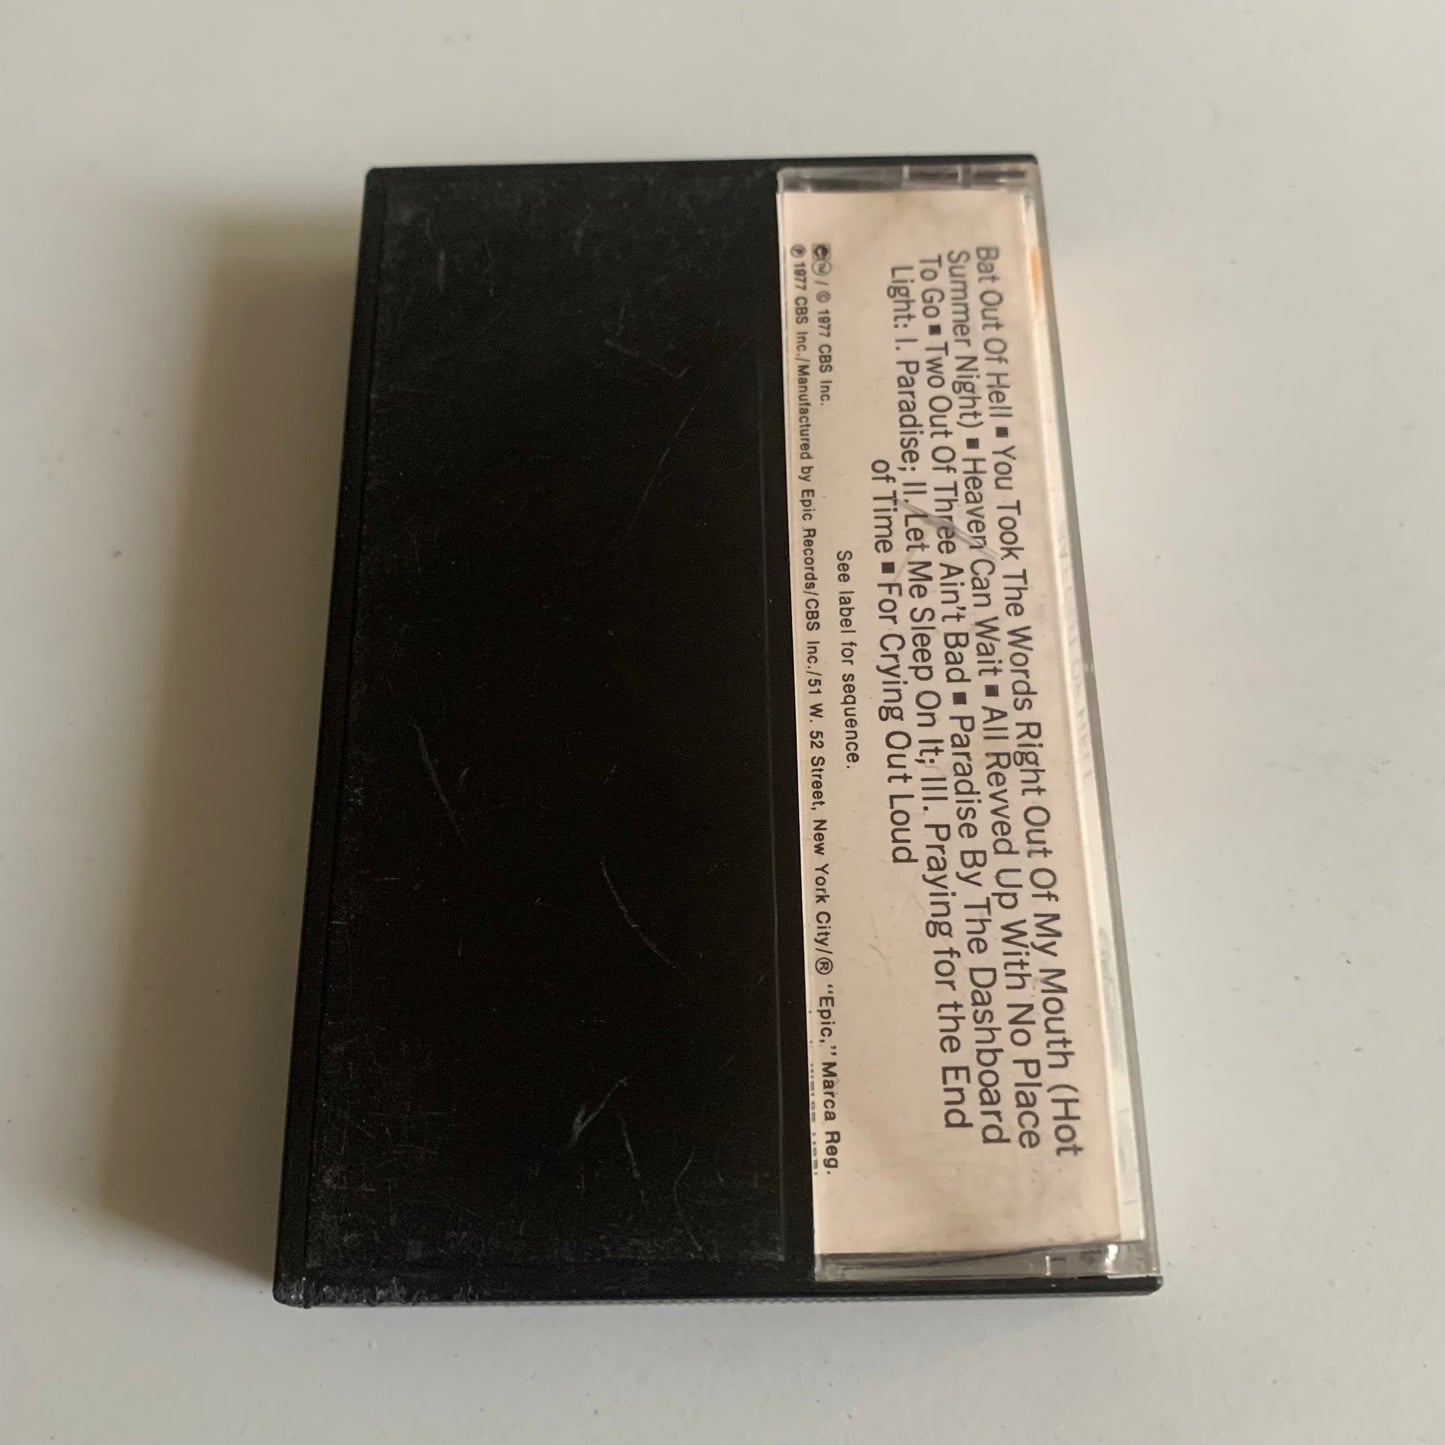 Bat Out Of Hell ▪ You Took The Words Right Out Of My Mouth (Hot
Summer Night) ▪ Heaven Can Wait ▪ All Revved Up With No Place
To Go ▪ Two Out Of Three Ain't Bad ▪ Paradise By The Dashboard
Light: I. Paradise; II. Let Me Sleep On It; III. Praying for the End
of Time ▪ For Crying Out Loud
See label for sequence.
/ © 1977 CBS Inc.
℗ 1977 CBS Inc./Manufactured by Epic Records/CBS Inc./51 W. 52 Street, New York City/® "Epic," Marca Reg.